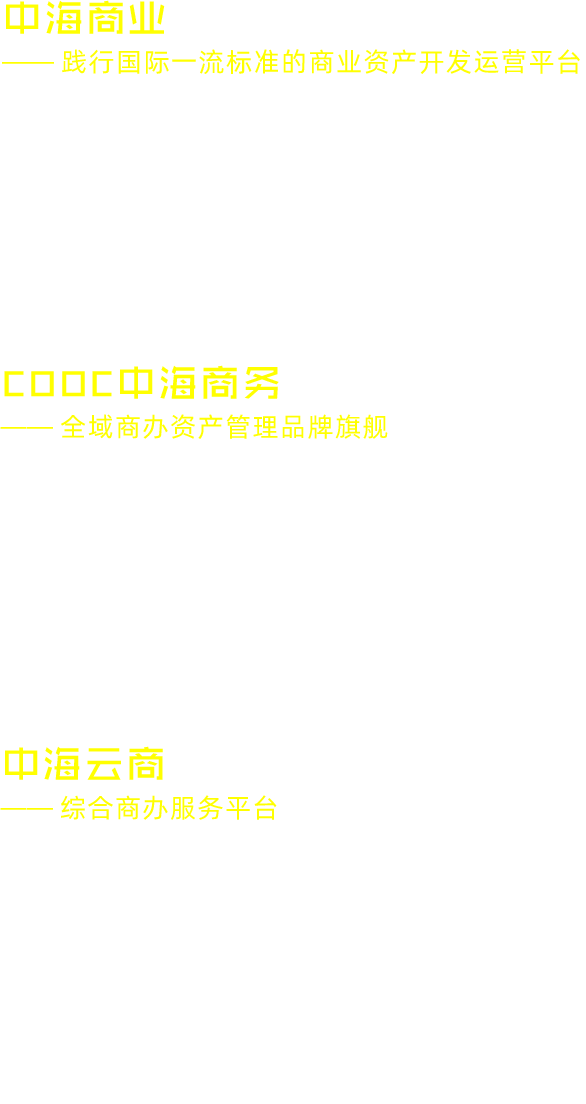 中海商业
—— 践行国际一流标准的商业资产开发运营平台
COOC中海商务
—— 全域商办资产管理品牌旗舰
中海云商
—— 综合商办服务平台